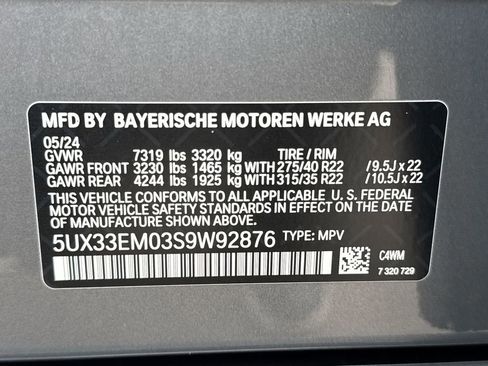 MFD BY BAYERISCHE MOTOREN WERKE AG
05/24
GVWR 7319 lbs 3320 kg TIRE / RIM
GAWR FRONT 3230 lbs 1465 kg WITH 275/40 R22 / 9.5J x 22
GAWR REAR 4244 lbs 1925 kg WITH 315/35 R22 / 10.5J x 22
THIS VEHICLE CONFORMS TO ALL APPLICABLE U. S. FEDERAL
MOTOR VEHICLE SAFETY STANDARDS IN EFFECT
ON THE DATE OF MANUFACTURE SHOWN ABOVE.
5UX33EM03S9W92876 TYPE: MPV
C4WM
7 320 729